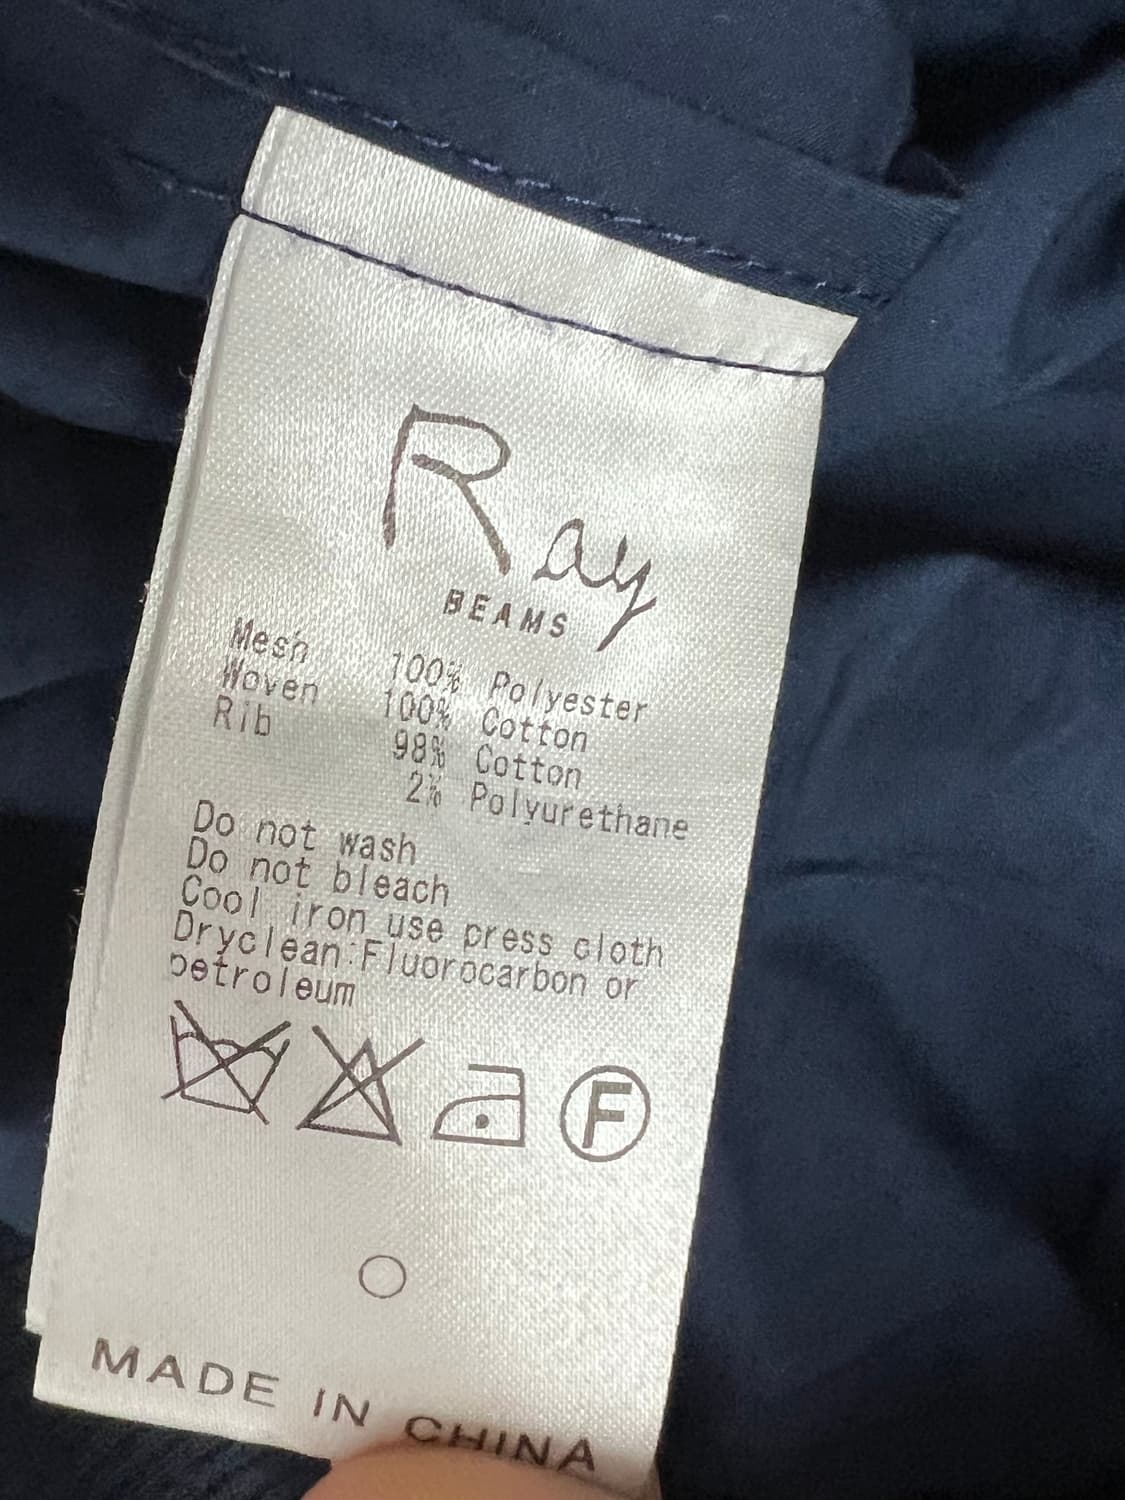 Ray
BEAMS
Mesh 100% Polyester
Woven 100% Cotton
Rib 98% Cotton
2% Polyurethane
Do not wash
Do not bleach
Cool iron use press cloth
Dryclean:Fluorocarbon or
petroleum
F
MADE IN CHINA